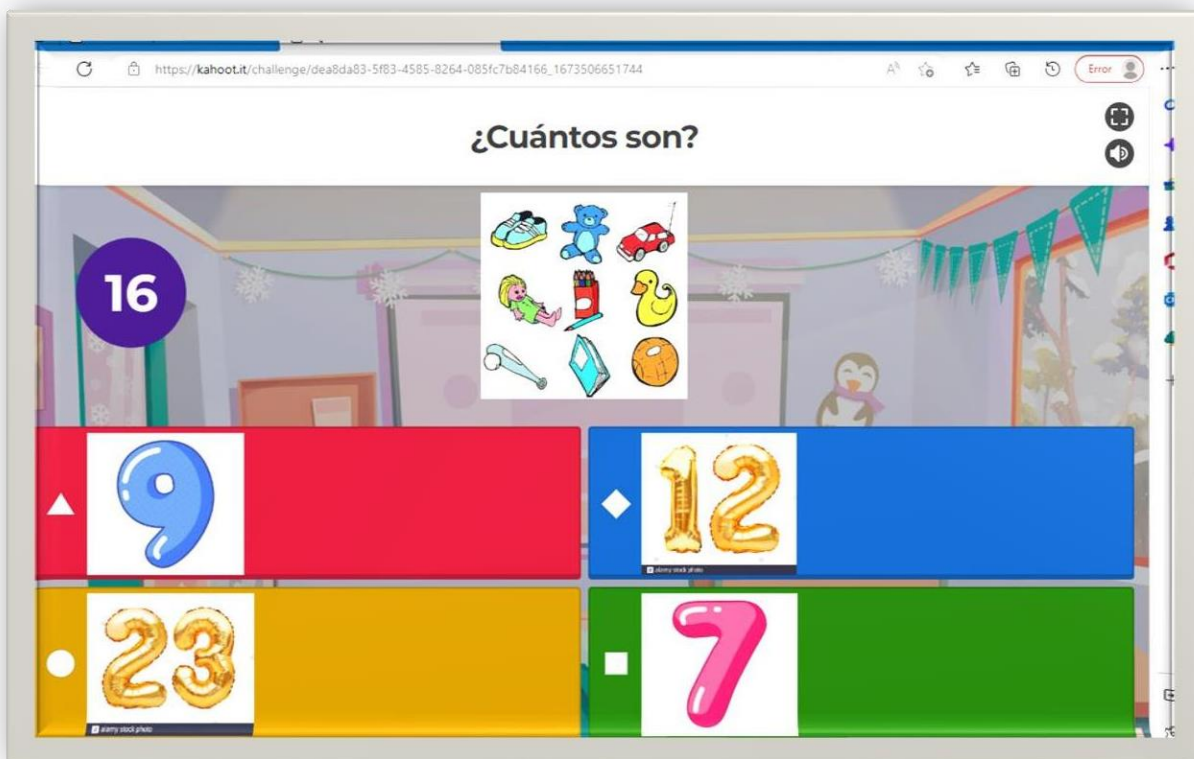 https://kahoot.it/challenge/dea8da83-5ff3-4585-8264-085fc7b84166_1673506651744
Error
¿Cuántos son?
16
9
12
alamy stock photo
23
alamy stock photo
7